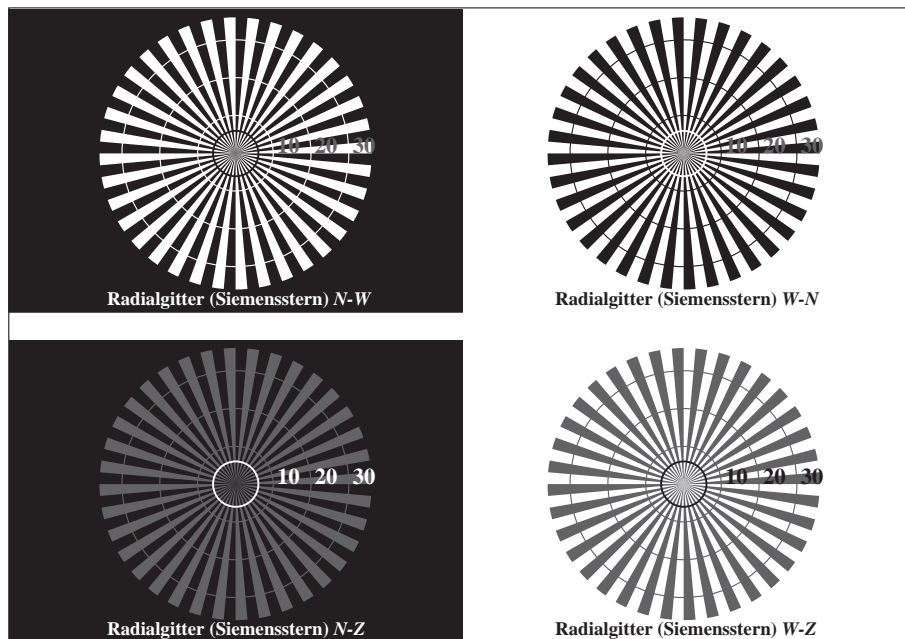 10 20 30
Radialgitter (Siemensstern) N-W
10 20 30
Radialgitter (Siemensstern) W-N
10 20 30
Radialgitter (Siemensstern) N-Z
10 20 30
Radialgitter (Siemensstern) W-Z